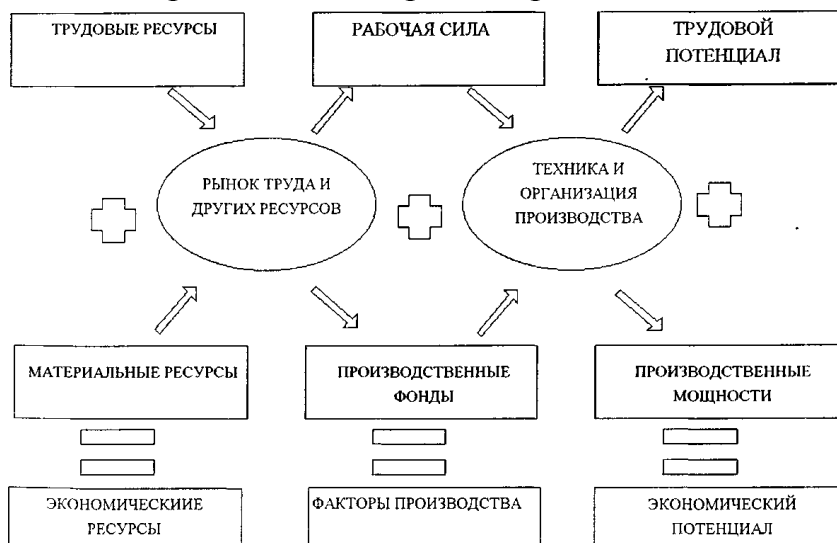 ТРУДОВЫЕ РЕСУРСЫ
РАБОЧАЯ СИЛА
ТРУДОВОЙ
ПОТЕНЦИАЛ
РЫНОК ТРУДА И
ДРУГИХ РЕСУРСОВ
ТЕХНИКА И
ОРГАНИЗАЦИЯ
ПРОИЗВОДСТВА
МАТЕРИАЛЬНЫЕ РЕСУРСЫ
ПРОИЗВОДСТВЕННЫЕ
ФОНДЫ
ПРОИЗВОДСТВЕННЫЕ
МОЩНОСТИ
ЭКОНОМИЧЕСКИИЕ
РЕСУРСЫ
ФАКТОРЫ ПРОИЗВОДСТВА
ЭКОНОМИЧЕСКИЙ
ПОТЕНЦИАЛ